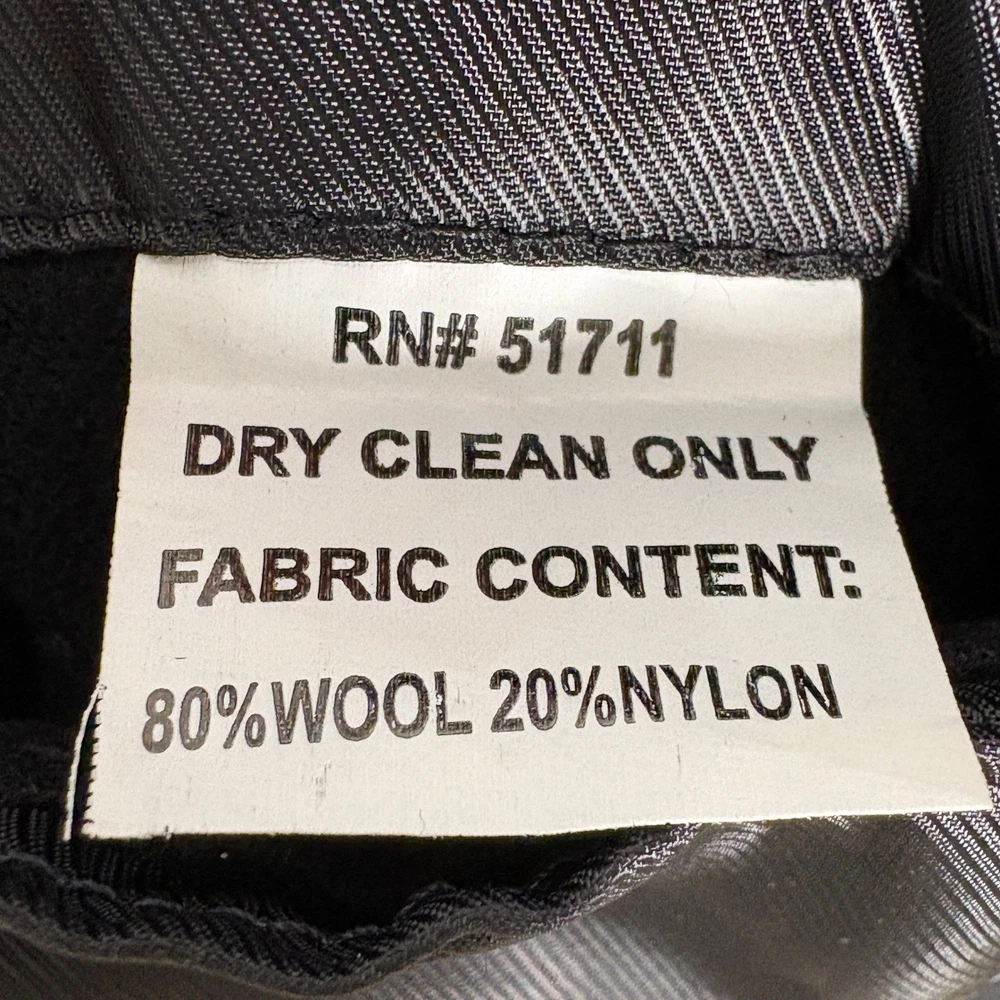 RN# 51711
DRY CLEAN ONLY
FABRIC CONTENT:
80%WOOL 20%NYLON